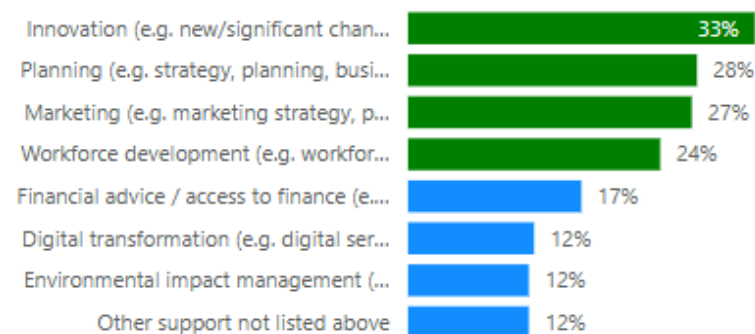 Innovation (e.g. new/significant chan... 33%
Planning (e.g. strategy, planning, busi... 28%
Marketing (e.g. marketing strategy, p... 27%
Workforce development (e.g. workfor... 24%
Financial advice / access to finance (e.... 17%
Digital transformation (e.g. digital ser... 12%
Environmental impact management (... 12%
Other support not listed above 12%